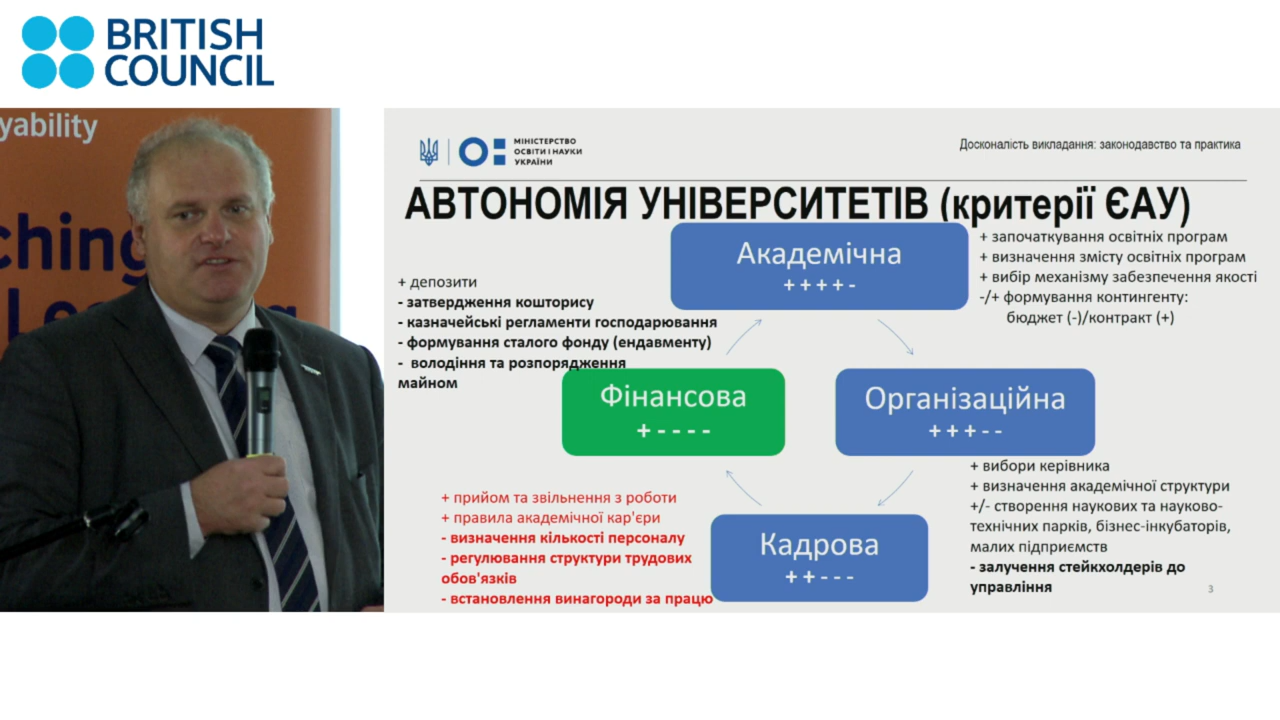 BRITISH
COUNCIL
yability
ching
МІНІСТЕРСТВО
ОСВІТИ І НАУКИ
УКРАЇНИ
Досконалість викладання: законодавство та практика
АВТОНОМІЯ УНІВЕРСИТЕТІВ (критерії ЄАУ)
Академічна
+ + + + -
+ започаткування освітніх програм
+ визначення змісту освітніх програм
+ вибір механізму забезпечення якості
-/+ формування контингенту:
бюджет (-)/контракт (+)
+ депозити
- затвердження кошторису
- казначейські регламенти господарювання
- формування сталого фонду (ендавменту)
- володіння та розпорядження
майном
Фінансова
+ - - - -
Організаційна
+ + + - -
+ вибори керівника
+ визначення академічної структури
+/- створення наукових та науково-
технічних парків, бізнес-інкубаторів,
малих підприємств
- залучення стейкхолдерів до
управління
+ прийом та звільнення з роботи
+ правила академічної кар'єри
- визначення кількості персоналу
- регулювання структури трудових
обов'язків
- встановлення винагороди за працю
Кадрова
+ + - - -
3